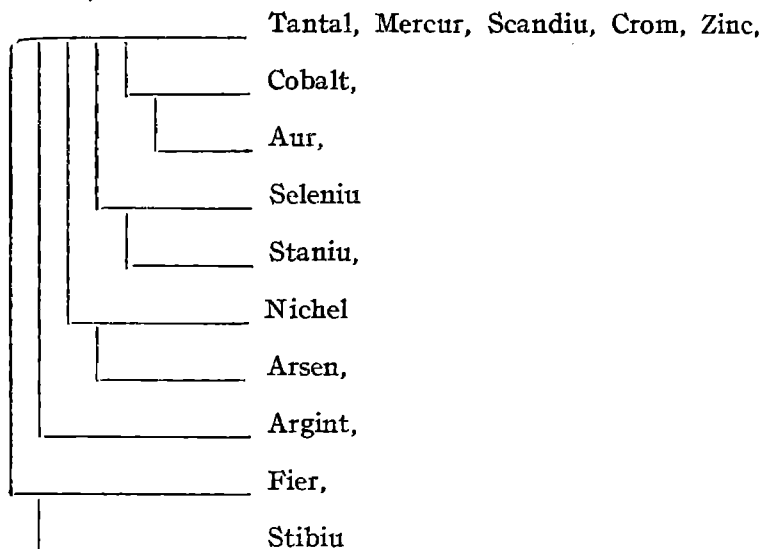 Tantal, Mercur, Scandiu, Crom, Zinc,
Cobalt,
Aur,
Seleniu
Staniu,
Nichel
Arsen,
Argint,
Fier,
Stibiu